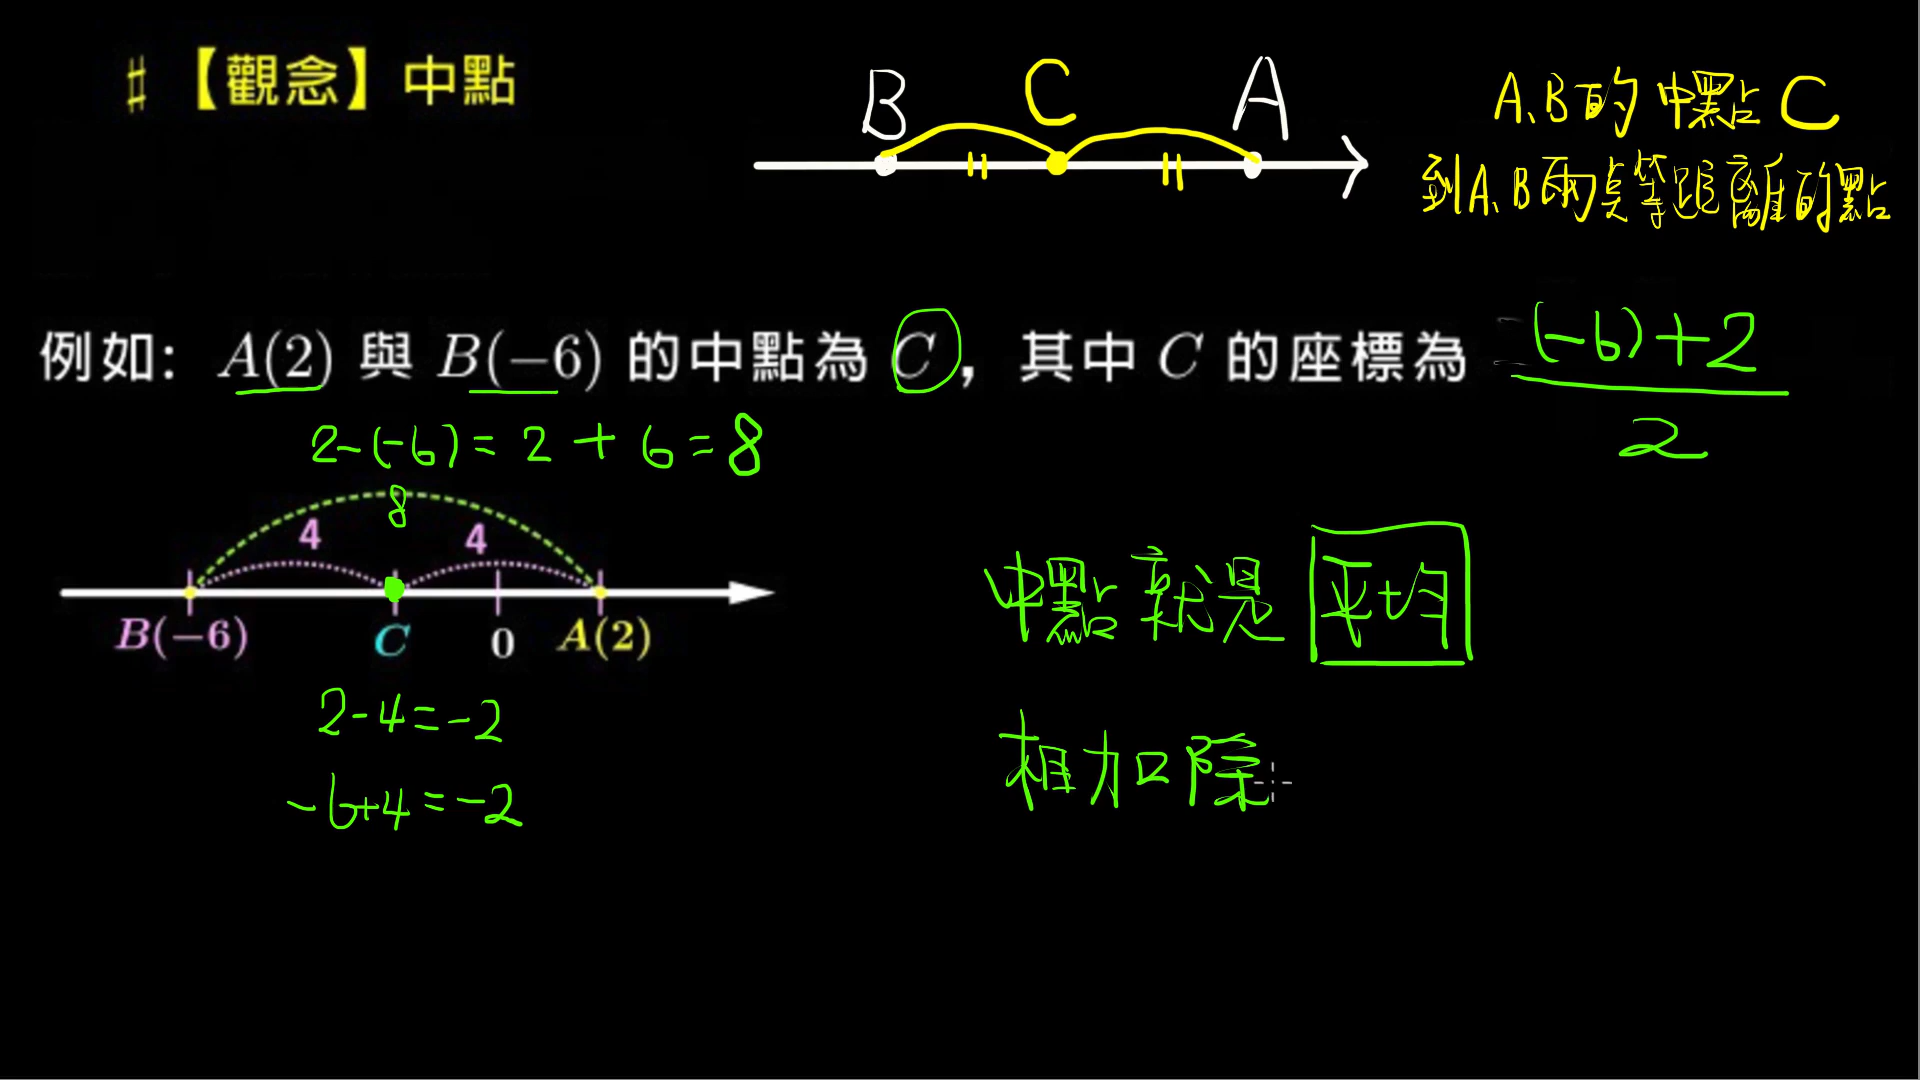 ♯【觀念】中點
B C A
A、B的中點C
到A、B兩點等距離的點
例如: A(2) 與 B(−6) 的中點為 C ,其中 C 的座標為 (-6)+2
2
2-(-6)=2+6=8
8
4 4
B(−6) C 0 A(2)
中點就是 平均
2-4=-2
相加除
-6+4=-2